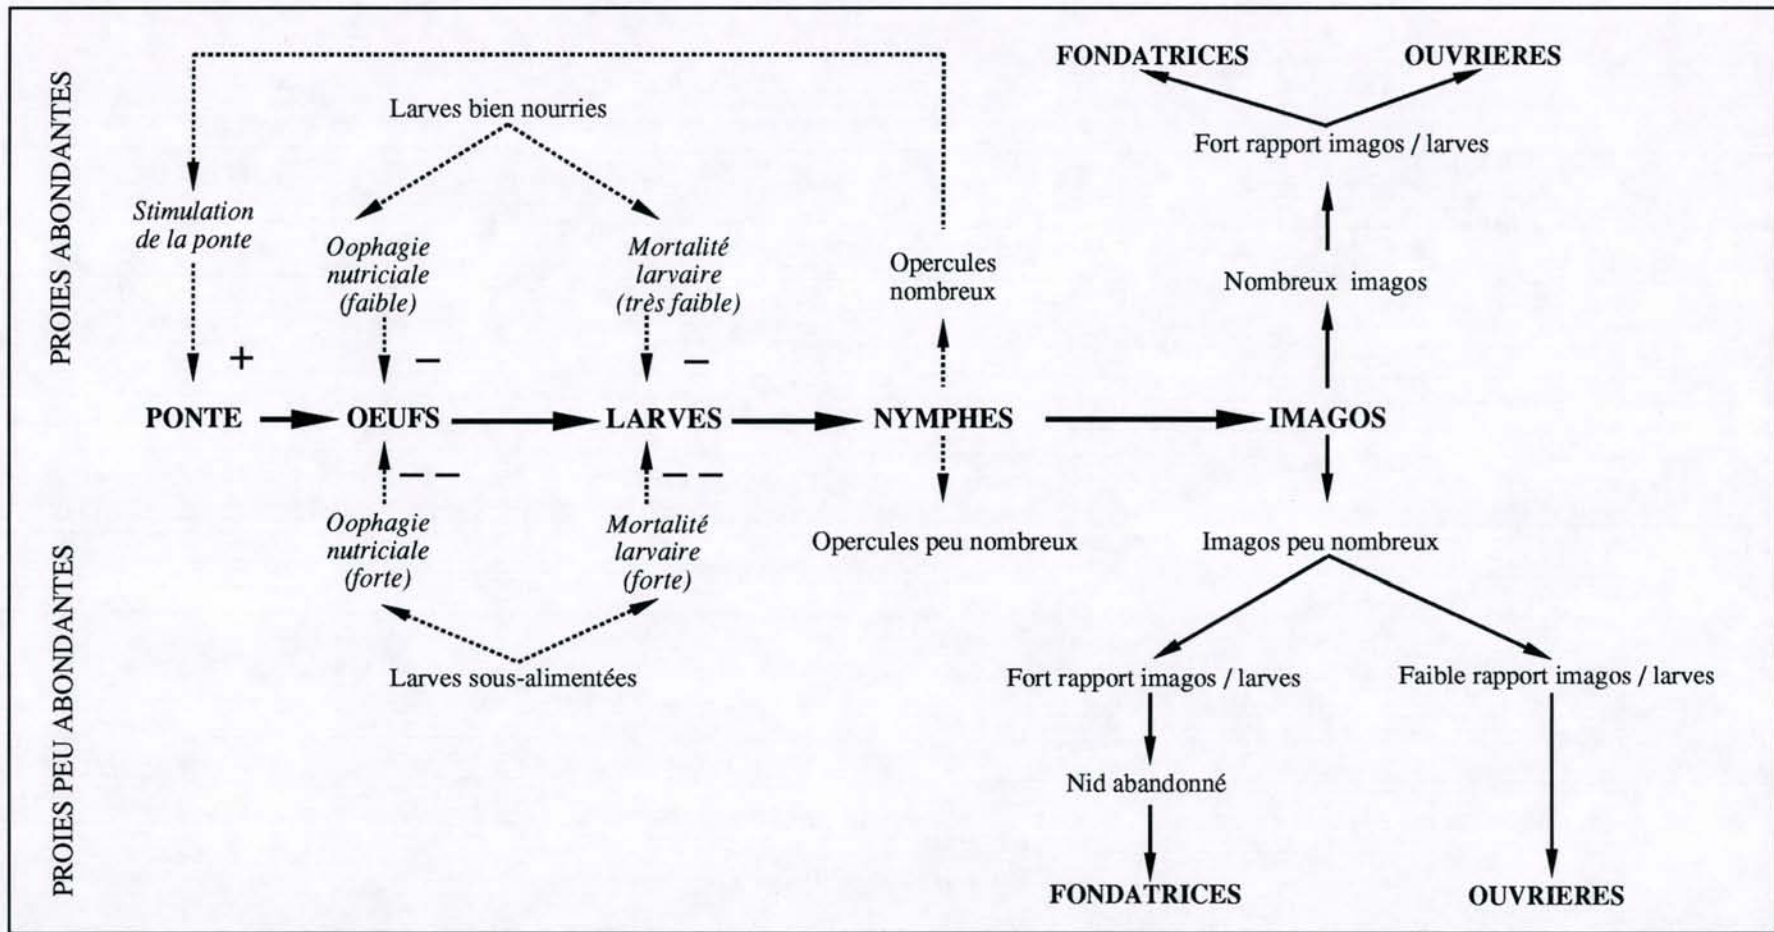 PROIES ABONDANTES
FONDATRICES
OUVRIERES
Larves bien nourries
Fort rapport imagos / larves
Stimulation
de la ponte
Oophagie
nutriciale
(faible)
Mortalité
larvaire
(très faible)
Opercules
nombreux
Nombreux imagos
+
–
–
PONTE
OEUFS
LARVES
NYMPHES
IMAGOS
– –
– –
PROIES PEU ABONDANTES
Oophagie
nutriciale
(forte)
Mortalité
larvaire
(forte)
Opercules peu nombreux
Imagos peu nombreux
Larves sous-alimentées
Fort rapport imagos / larves
Faible rapport imagos / larves
Nid abandonné
FONDATRICES
OUVRIERES